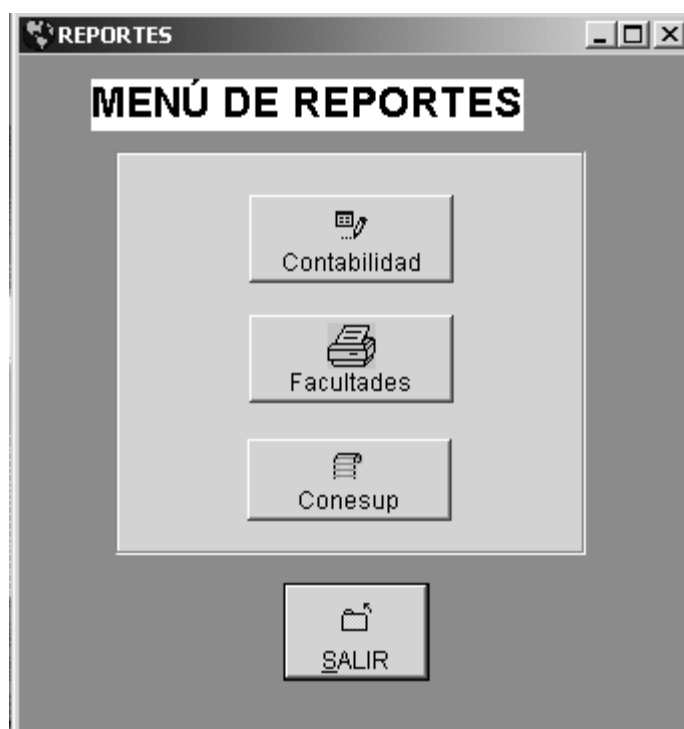 REPORTES
MENÚ DE REPORTES
Contabilidad
Facultades
Conesup
SALIR